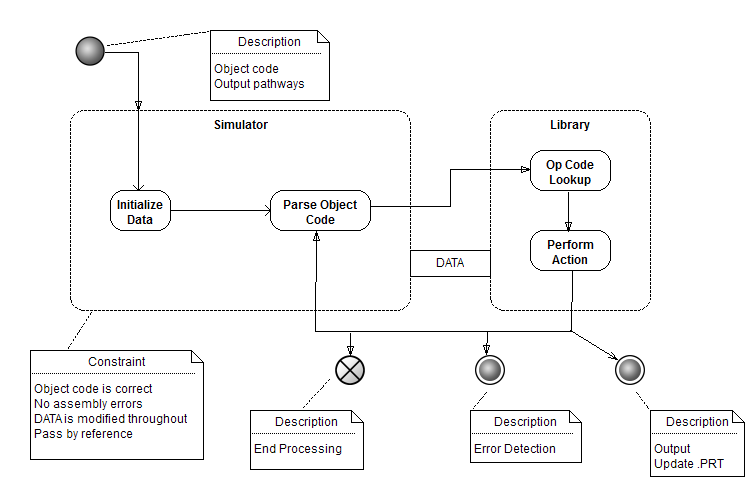 Description
Object code
Output pathways
Simulator
Library
Initialize
Data
Parse Object
Code
Op Code
Lookup
Perform
Action
DATA
Constraint
Object code is correct
No assembly errors
DATA is modified throughout
Pass by reference
Description
End Processing
Description
Error Detection
Description
Output
Update .PRT